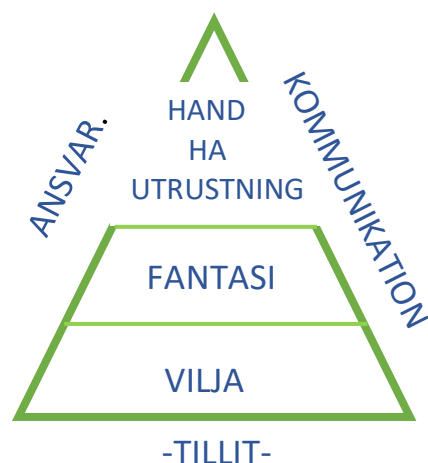 HAND
HA
UTRUSTNING
ANSVAR.
KOMMUNIKATION
FANTASI
VILJA
-TILLIT-